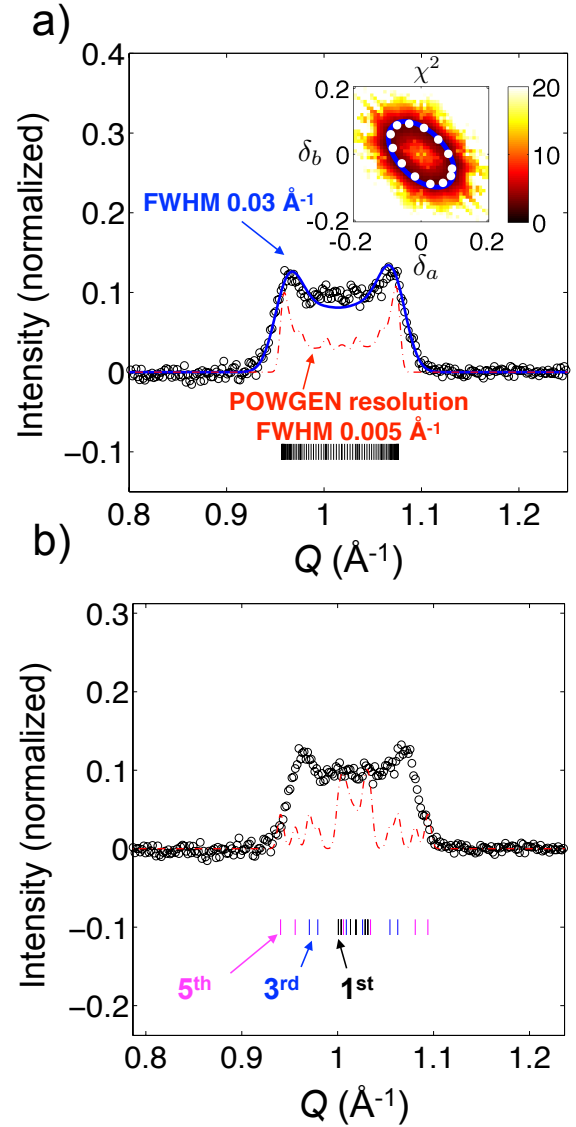 a)
0.4
0.3
0.2
0.1
0
−0.1
Intensity (normalized)
χ²
0.2
0
-0.2
δb
-0.2
0
0.2
δa
20
10
0
FWHM 0.03 Å⁻¹
POWGEN resolution
FWHM 0.005 Å⁻¹
0.8
0.9
1
1.1
1.2
Q (Å⁻¹)
b)
0.3
0.2
0.1
0
−0.1
−0.2
Intensity (normalized)
5th
3rd
1st
0.8
0.9
1
1.1
1.2
Q (Å⁻¹)